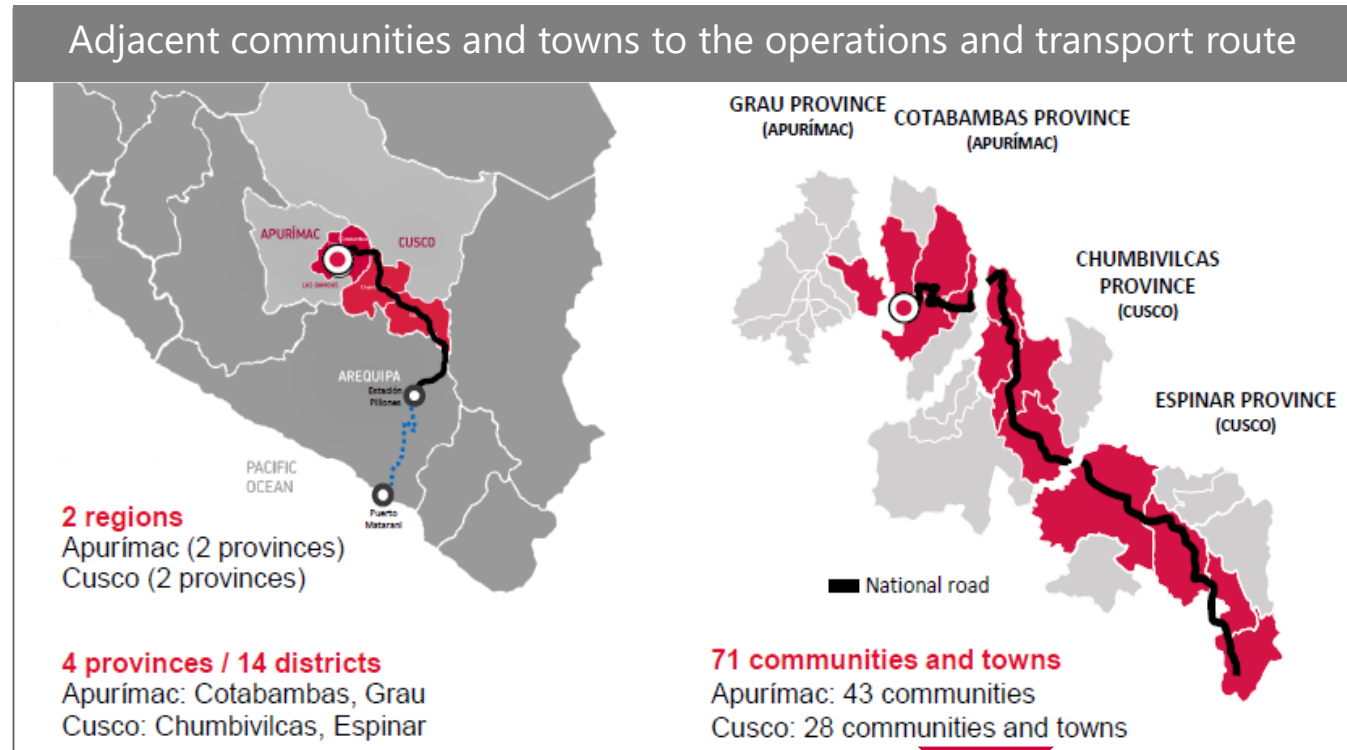 Adjacent communities and towns to the operations and transport route
APURÍMAC
CUSCO
LAS BAMBAS
AREQUIPA
Estación
Pillones
PACIFIC
OCEAN
Puerto
Matarani
2 regions
Apurímac (2 provinces)
Cusco (2 provinces)
4 provinces / 14 districts
Apurímac: Cotabambas, Grau
Cusco: Chumbivilcas, Espinar
GRAU PROVINCE
(APURÍMAC)
COTABAMBAS PROVINCE
(APURÍMAC)
CHUMBIVILCAS
PROVINCE
(CUSCO)
ESPINAR PROVINCE
(CUSCO)
National road
71 communities and towns
Apurímac: 43 communities
Cusco: 28 communities and towns